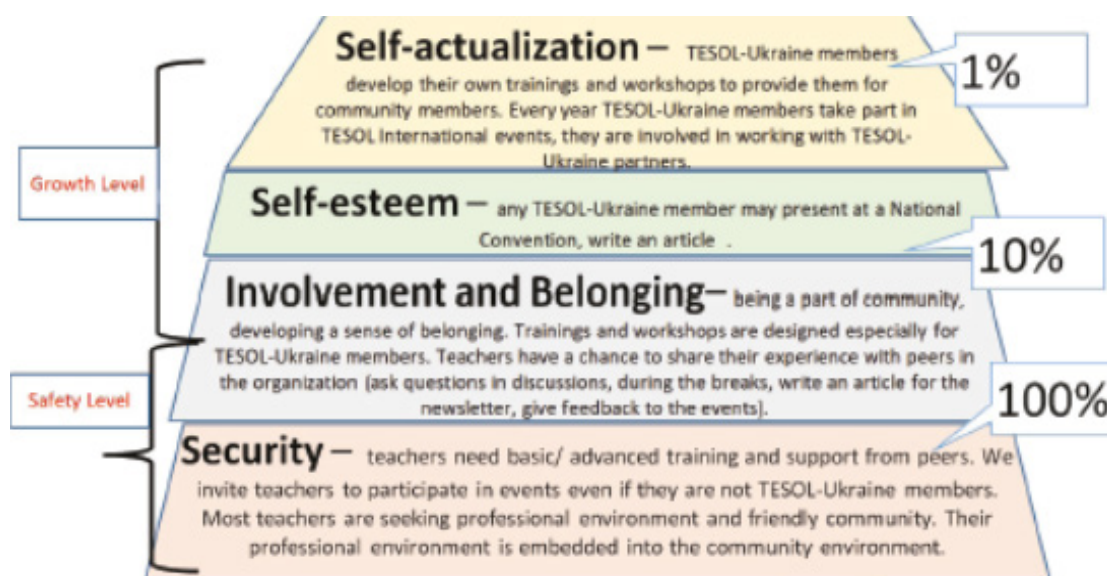 Self-actualization – TESOL-Ukraine members
develop their own trainings and workshops to provide them for
community members. Every year TESOL-Ukraine members take part in
TESOL International events, they are involved in working with TESOL-
Ukraine partners.
1%
Growth Level
Self-esteem – any TESOL-Ukraine member may present at a National
Convention, write an article .
10%
Involvement and Belonging– being a part of community,
developing a sense of belonging. Trainings and workshops are designed especially for
TESOL-Ukraine members. Teachers have a chance to share their experience with peers in
the organization (ask questions in discussions, during the breaks, write an article for the
newsletter, give feedback to the events).
Safety Level
100%
Security – teachers need basic/ advanced training and support from peers. We
invite teachers to participate in events even if they are not TESOL-Ukraine members.
Most teachers are seeking professional environment and friendly community. Their
professional environment is embedded into the community environment.